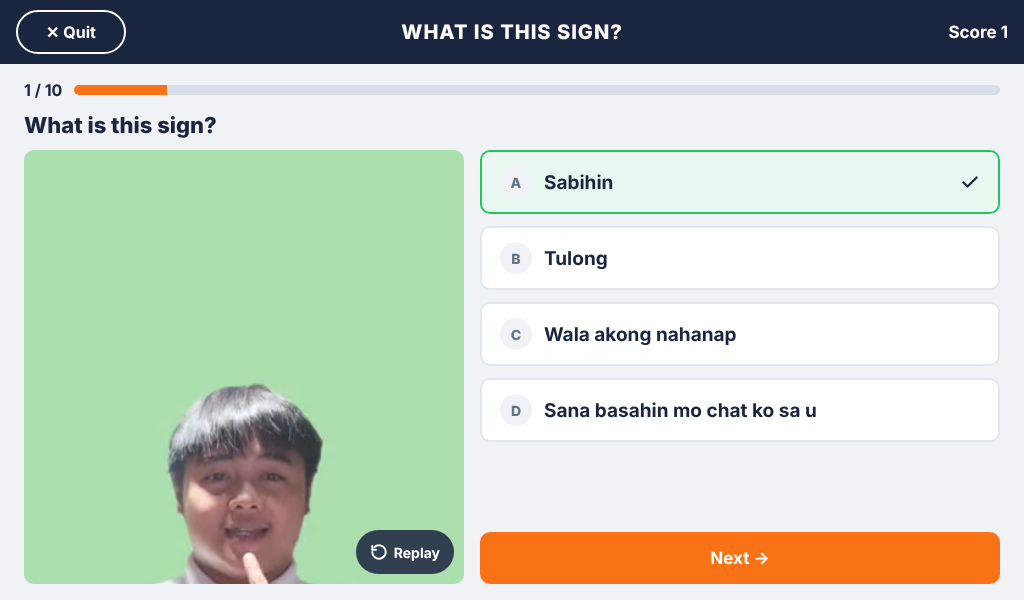 ✕ Quit
WHAT IS THIS SIGN?
Score 1
1 / 10
What is this sign?
A Sabihin ✓
B Tulong
C Wala akong nahanap
D Sana basahin mo chat ko sa u
Replay
Next →